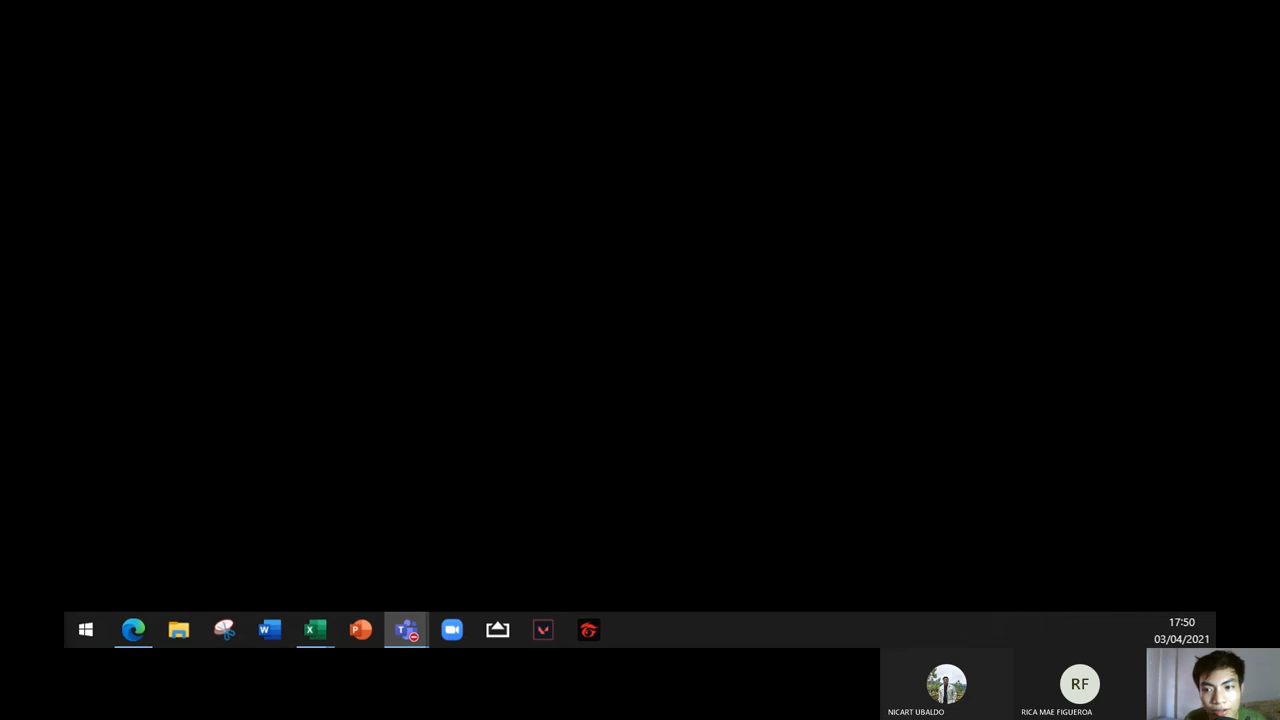 W
X
P
T
17:50
03/04/2021
RF
NICART UBALDO
RICA MAE FIGUEROA